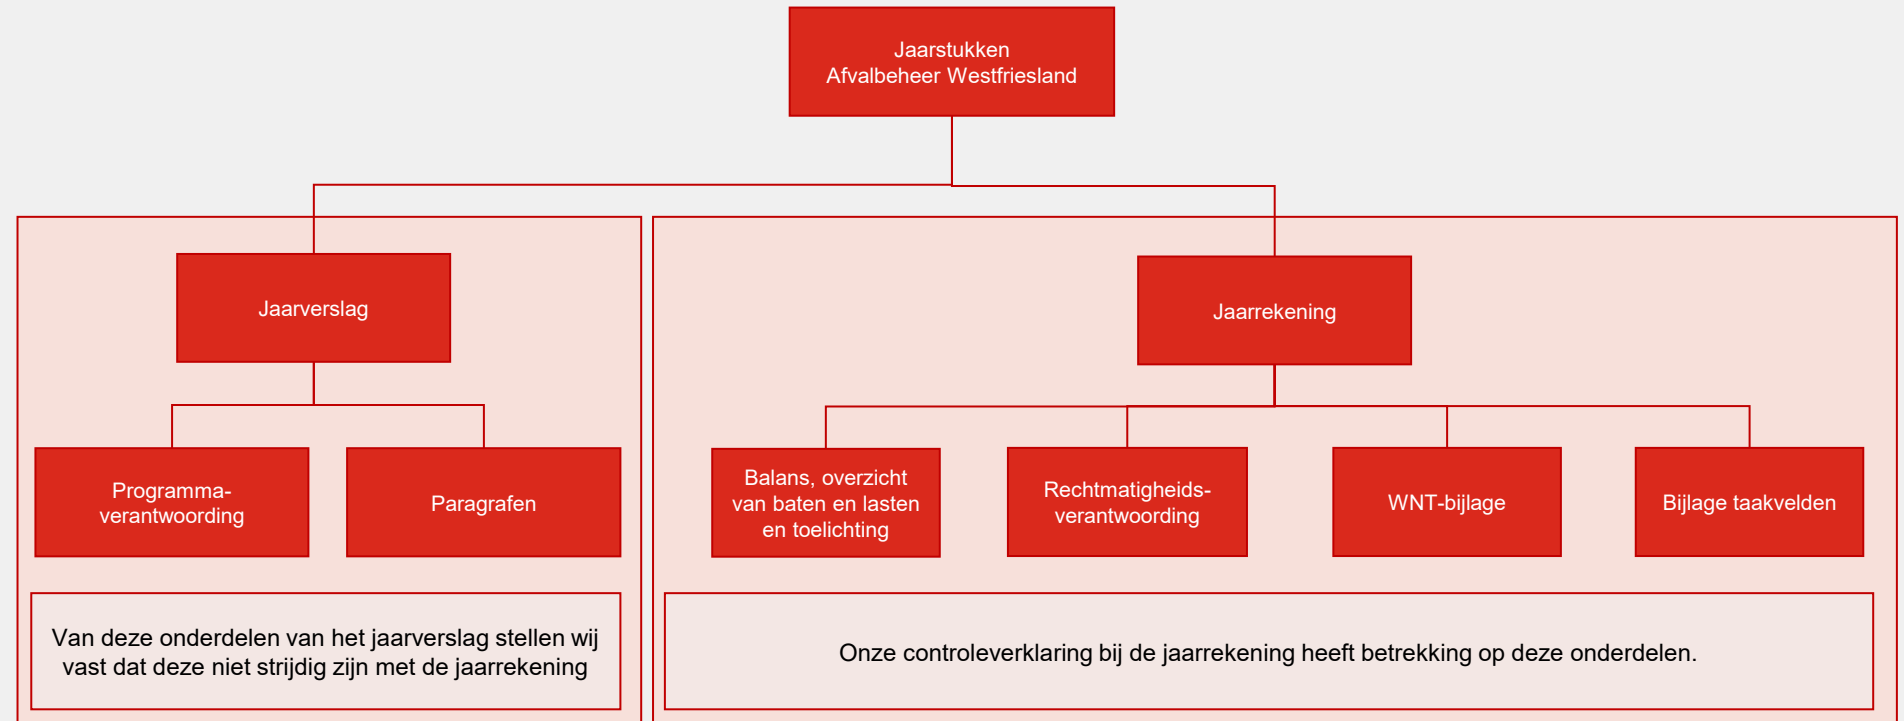 Jaarstukken
Afvalbeheer Westfriesland
Jaarverslag
Jaarrekening
Programma-
verantwoording
Paragrafen
Balans, overzicht
van baten en lasten
en toelichting
Rechtmatigheids-
verantwoording
WNT-bijlage
Bijlage taakvelden
Van deze onderdelen van het jaarverslag stellen wij
vast dat deze niet strijdig zijn met de jaarrekening
Onze controleverklaring bij de jaarrekening heeft betrekking op deze onderdelen.